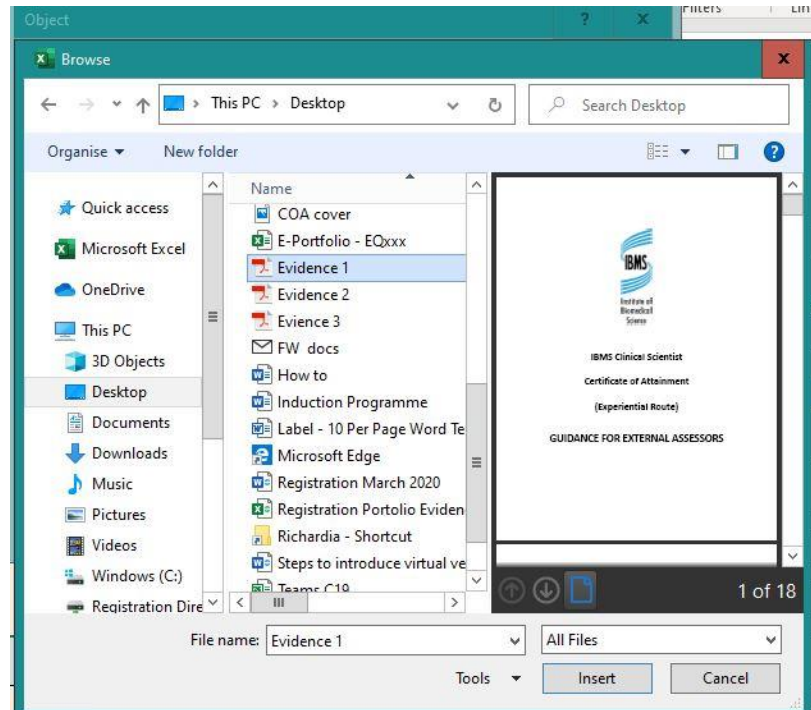 Object ? x
Filters Lin
Browse x
This PC > Desktop
Search Desktop
Organise New folder
Quick access
Microsoft Excel
OneDrive
This PC
3D Objects
Desktop
Documents
Downloads
Music
Pictures
Videos
Windows (C:)
Registration Dire
Name
COA cover
E-Portfolio - EQxxx
Evidence 1
Evidence 2
Evience 3
FW docs
How to
Induction Programme
Label - 10 Per Page Word Te
Microsoft Edge
Registration March 2020
Registration Portolio Eviden
Richardia - Shortcut
Steps to introduce virtual ve
Teams C19
IBMS
Institute of
Biomedical
Science
IBMS Clinical Scientist
Certificate of Attainment
(Experiential Route)
GUIDANCE FOR EXTERNAL ASSESSORS
1 of 18
File name: Evidence 1 All Files
Tools Insert Cancel